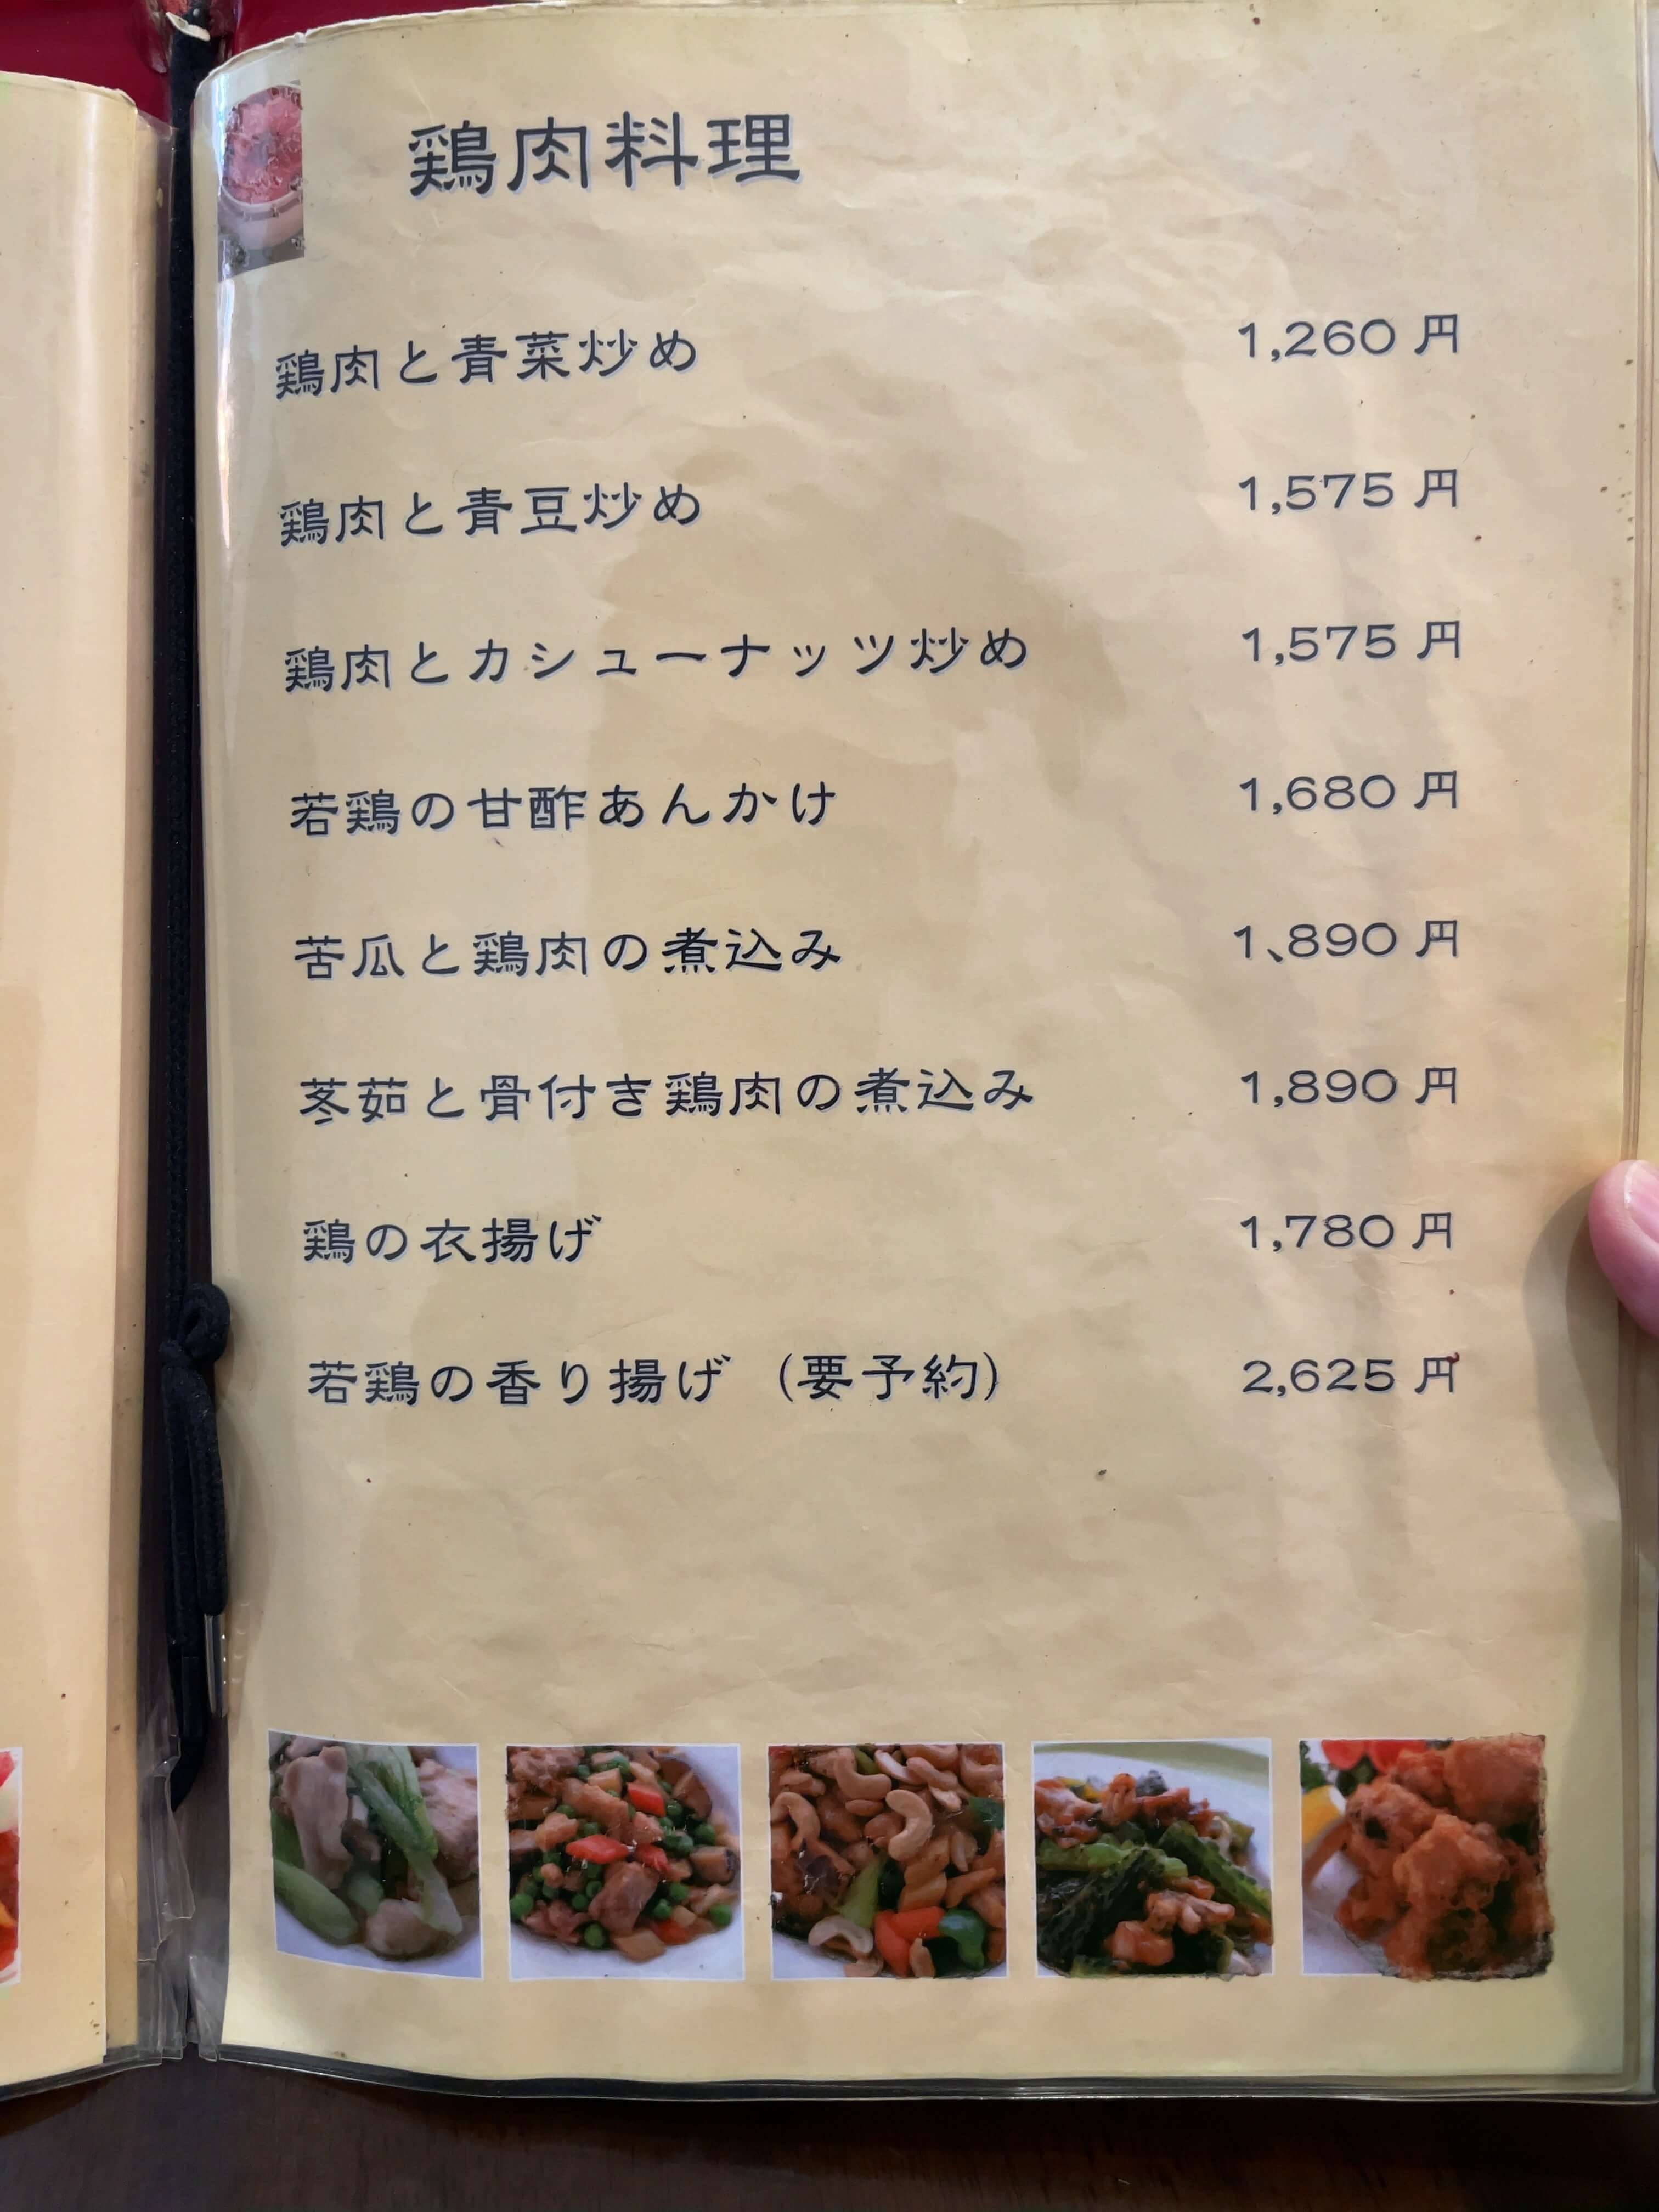 鶏肉料理
鶏肉と青菜炒め 1,260 円
鶏肉と青豆炒め 1,575 円
鶏肉とカシューナッツ炒め 1,575 円
若鶏の甘酢あんかけ 1,680 円
苦瓜と鶏肉の煮込み 1、890 円
苳茹と骨付き鶏肉の煮込み 1,890 円
鶏の衣揚げ 1,780 円
若鶏の香り揚げ (要予約) 2,625 円